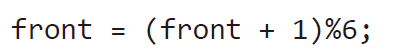 front = (front + 1)%6;